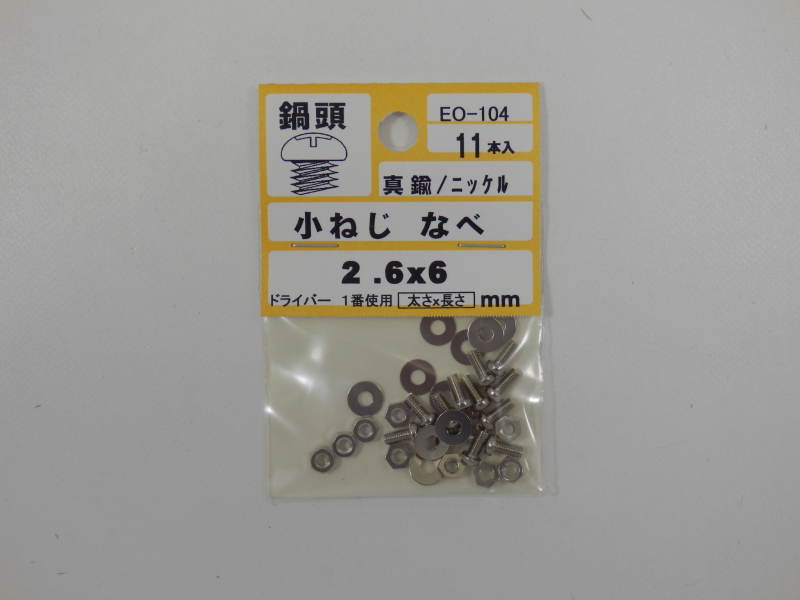 鍋頭
EO-104
11本入
真鍮/ニッケル
小ねじ なべ
2.6x6
ドライバー 1番使用 太さx長さ mm